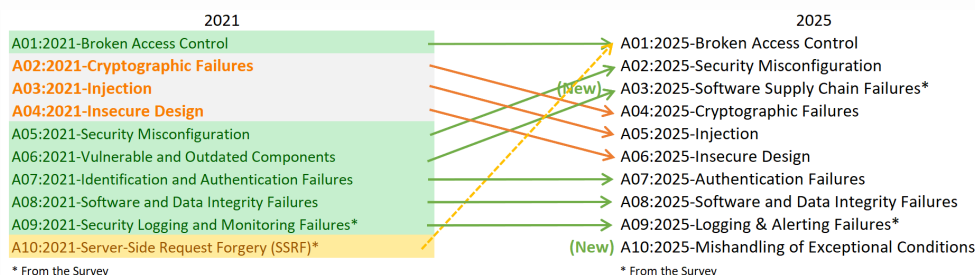 2021
A01:2021-Broken Access Control
A02:2021-Cryptographic Failures
A03:2021-Injection
A04:2021-Insecure Design
A05:2021-Security Misconfiguration
A06:2021-Vulnerable and Outdated Components
A07:2021-Identification and Authentication Failures
A08:2021-Software and Data Integrity Failures
A09:2021-Security Logging and Monitoring Failures*
A10:2021-Server-Side Request Forgery (SSRF)*
* From the Survey
2025
A01:2025-Broken Access Control
A02:2025-Security Misconfiguration
(New) A03:2025-Software Supply Chain Failures*
A04:2025-Cryptographic Failures
A05:2025-Injection
A06:2025-Insecure Design
A07:2025-Authentication Failures
A08:2025-Software and Data Integrity Failures
A09:2025-Logging & Alerting Failures*
(New) A10:2025-Mishandling of Exceptional Conditions
* From the Survey